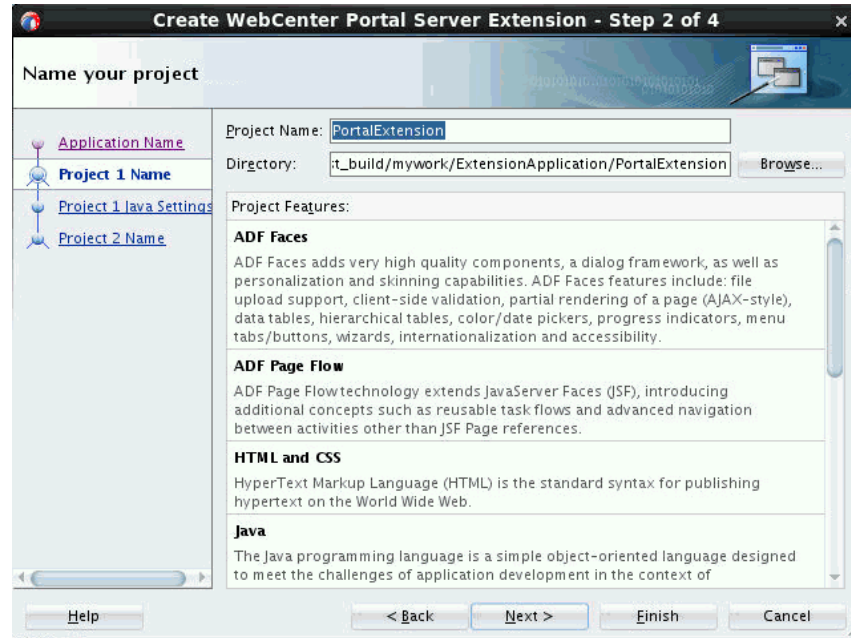 Create WebCenter Portal Server Extension - Step 2 of 4
Name your project
Application Name
Project 1 Name
Project 1 Java Settings
Project 2 Name
Project Name: PortalExtension
Directory: :t_build/mywork/ExtensionApplication/PortalExtension Browse...
Project Features:
ADF Faces
ADF Faces adds very high quality components, a dialog framework, as well as
personalization and skinning capabilities. ADF Faces features include: file
upload support, client-side validation, partial rendering of a page (AJAX-style),
data tables, hierarchical tables, color/date pickers, progress indicators, menu
tabs/buttons, wizards, internationalization and accessibility.
ADF Page Flow
ADF Page Flow technology extends JavaServer Faces (JSF), introducing
additional concepts such as reusable task flows and advanced navigation
between activities other than JSF Page references.
HTML and CSS
HyperText Markup Language (HTML) is the standard syntax for publishing
hypertext on the World Wide Web.
Java
The Java programming language is a simple object-oriented language designed
to meet the challenges of application development in the context of
Help < Back Next > Finish Cancel